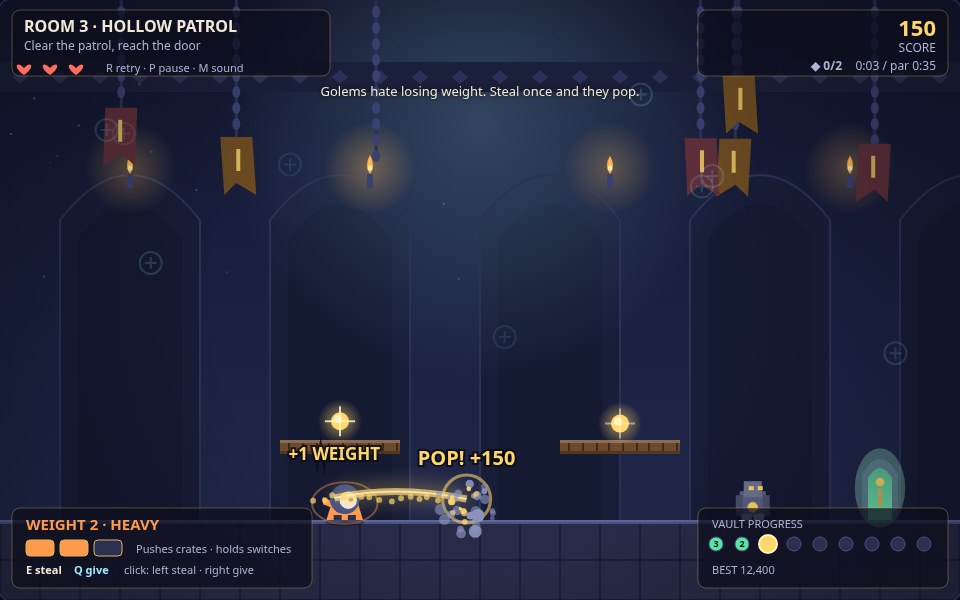 ROOM 3 · HOLLOW PATROL
Clear the patrol, reach the door
R retry · P pause · M sound
150
SCORE
◆ 0/2 0:03 / par 0:35
Golems hate losing weight. Steal once and they pop.
+1 WEIGHT
POP! +150
WEIGHT 2 · HEAVY
Pushes crates · holds switches
E steal Q give click: left steal · right give
VAULT PROGRESS
3 2
BEST 12,400